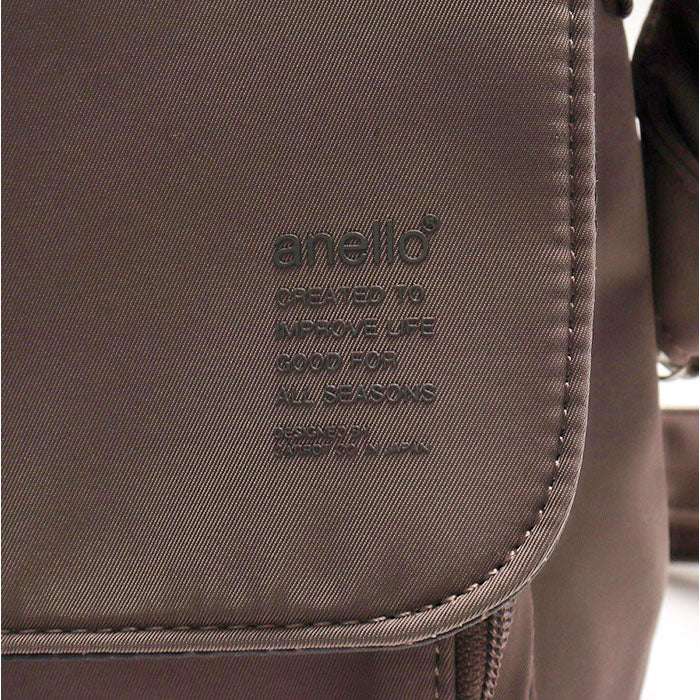 anello®
CREATED TO
IMPROVE LIFE
GOOD FOR
ALL SEASONS
DESIGNED BY
CARROT CO. IN JAPAN